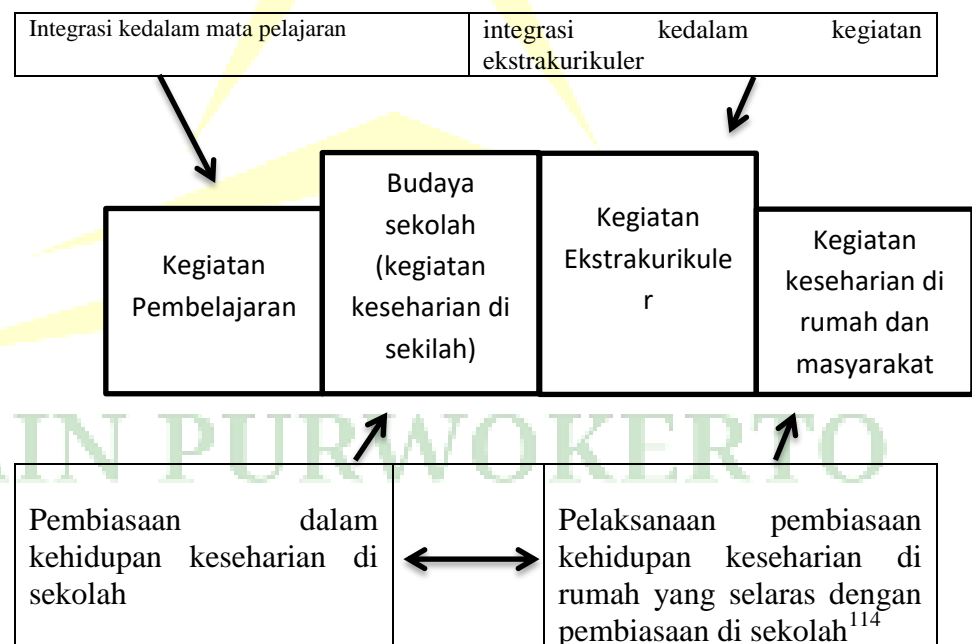 Integrasi kedalam mata pelajaran
integrasi kedalam kegiatan
ekstrakurikuler
Kegiatan
Pembelajaran
Budaya
sekolah
(kegiatan
keseharian di
sekilah)
Kegiatan
Ekstrakurikule
r
Kegiatan
keseharian di
rumah dan
masyarakat
IAIN PURWOKERTO
Pembiasaan dalam
kehidupan keseharian di
sekolah
Pelaksanaan pembiasaan
kehidupan keseharian di
rumah yang selaras dengan
pembiasaan di sekolah114